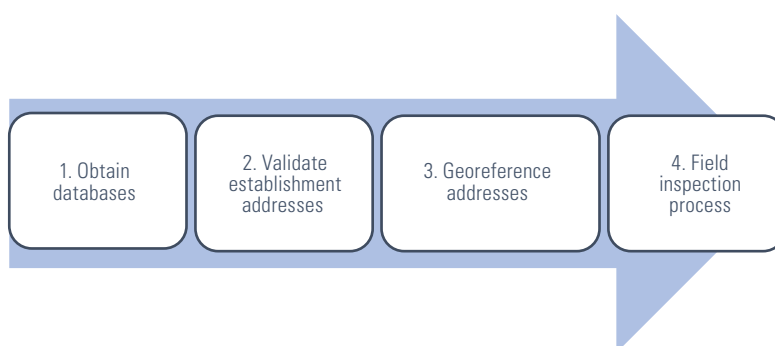 1. Obtain
databases
2. Validate
establishment
addresses
3. Georeference
addresses
4. Field
inspection
process